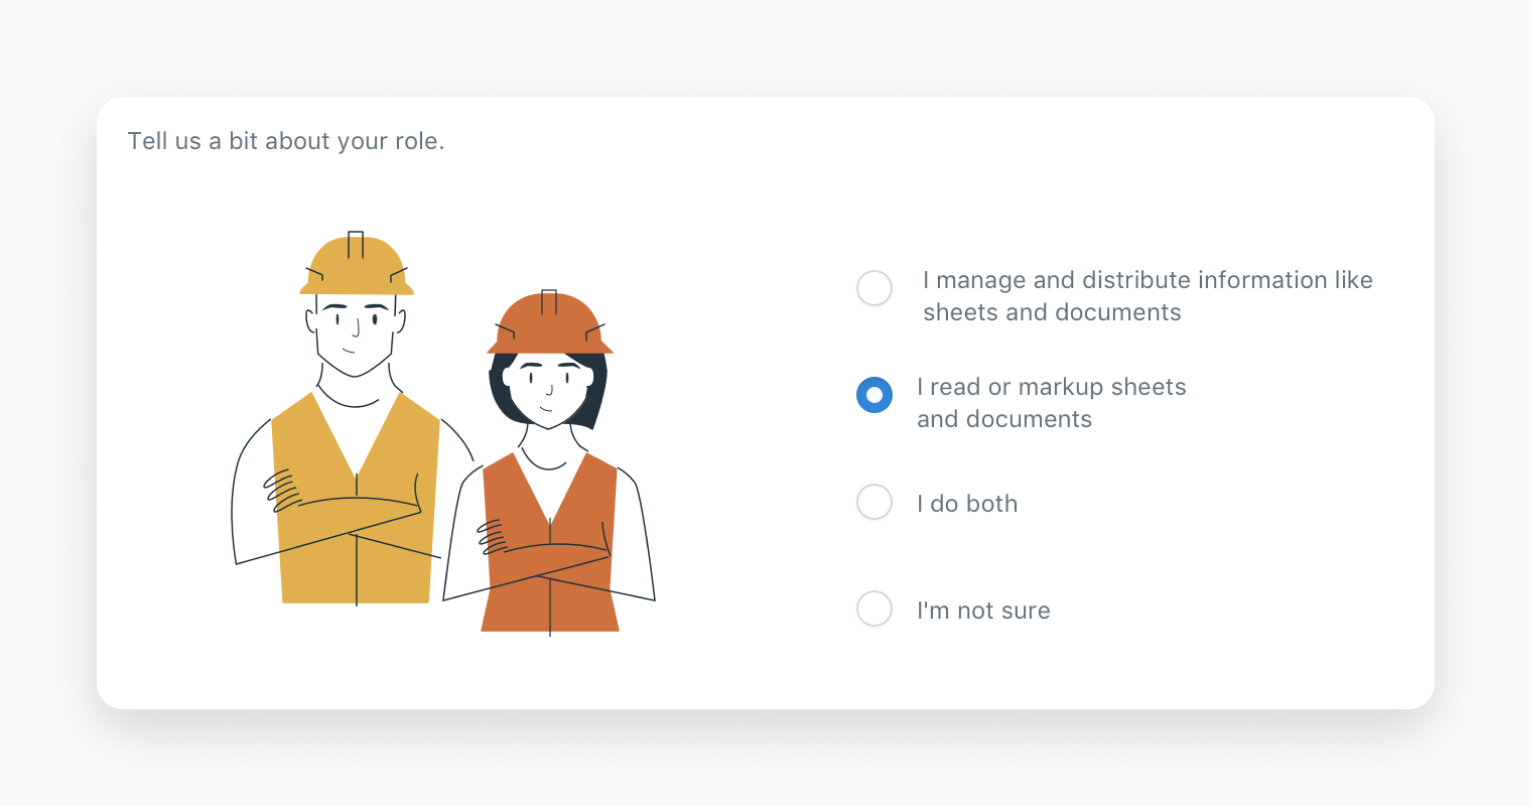 Tell us a bit about your role.
I manage and distribute information like
sheets and documents
I read or markup sheets
and documents
I do both
I'm not sure